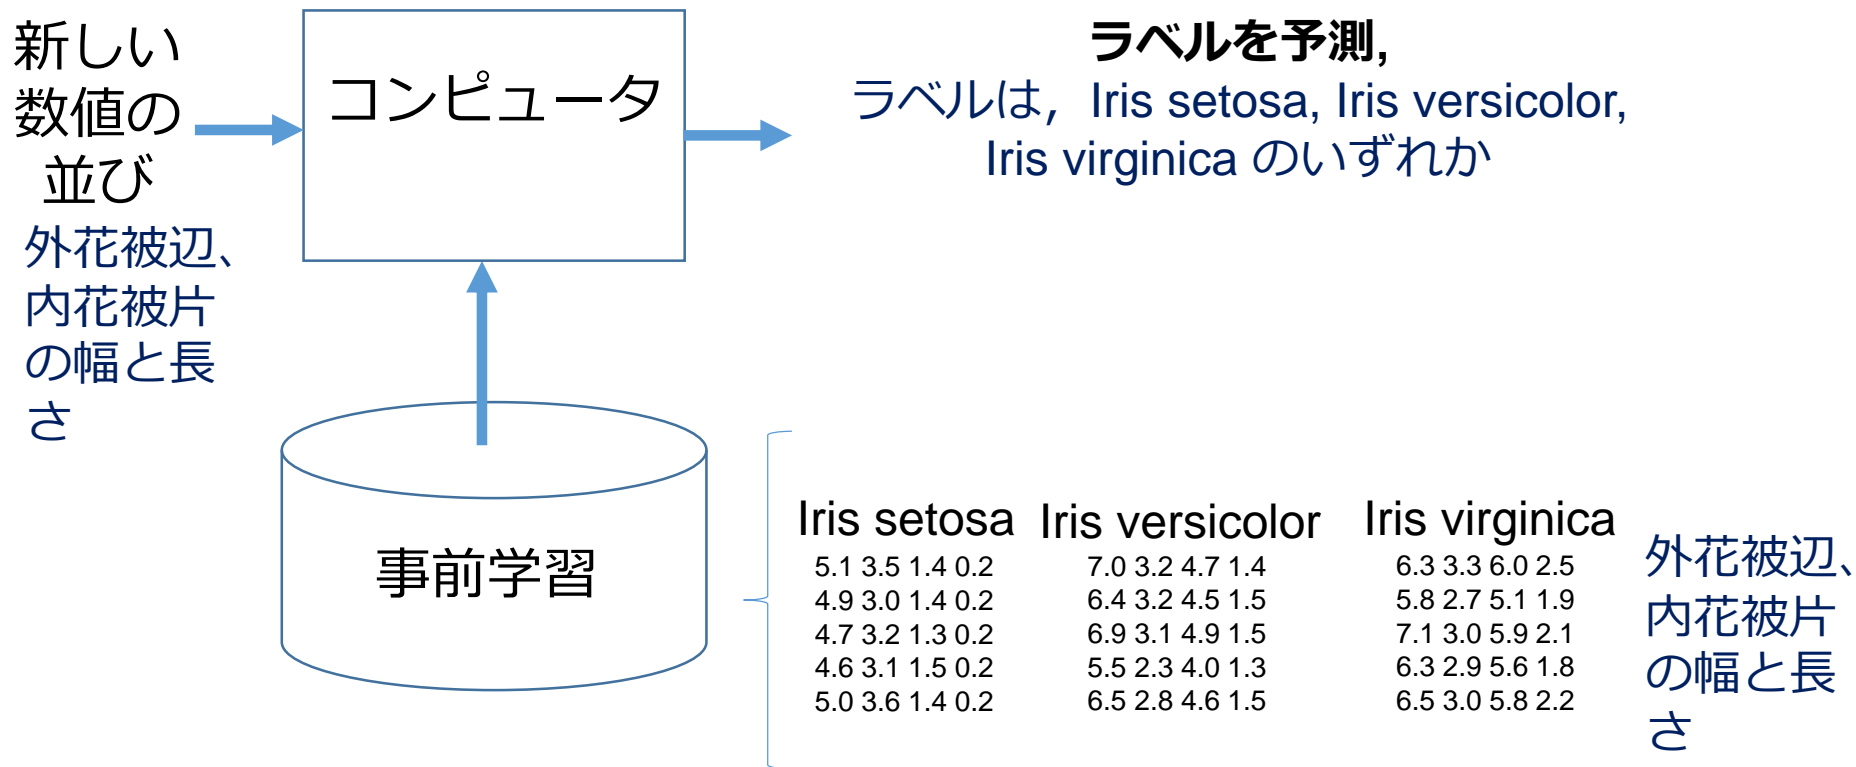 新しい
数値の
並び
外花被辺、
内花被片
の幅と長
さ
コンピュータ
ラベルを予測,
ラベルは，Iris setosa, Iris versicolor,
Iris virginica のいずれか
事前学習
Iris setosa
5.1 3.5 1.4 0.2
4.9 3.0 1.4 0.2
4.7 3.2 1.3 0.2
4.6 3.1 1.5 0.2
5.0 3.6 1.4 0.2
Iris versicolor
7.0 3.2 4.7 1.4
6.4 3.2 4.5 1.5
6.9 3.1 4.9 1.5
5.5 2.3 4.0 1.3
6.5 2.8 4.6 1.5
Iris virginica
6.3 3.3 6.0 2.5
5.8 2.7 5.1 1.9
7.1 3.0 5.9 2.1
6.3 2.9 5.6 1.8
6.5 3.0 5.8 2.2
外花被辺、
内花被片
の幅と長
さ